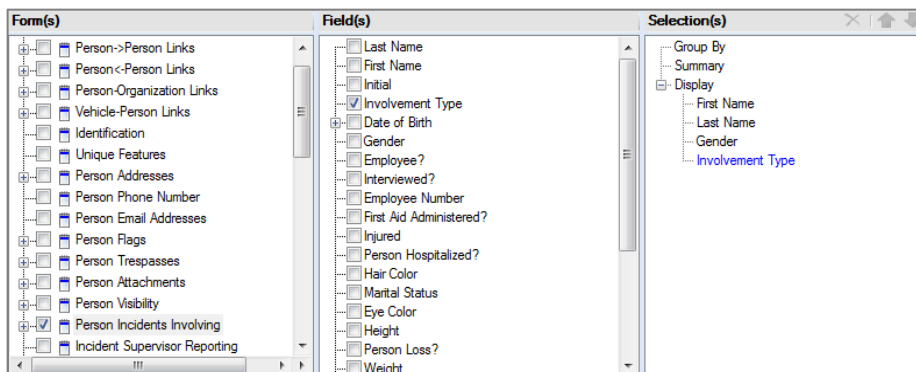 Form(s)
Person->Person Links
Person<-Person Links
Person-Organization Links
Vehicle-Person Links
Identification
Unique Features
Person Addresses
Person Phone Number
Person Email Addresses
Person Flags
Person Trespasses
Person Attachments
Person Visibility
Person Incidents Involving
Incident Supervisor Reporting
Field(s)
Last Name
First Name
Initial
Involvement Type
Date of Birth
Gender
Employee?
Interviewed?
Employee Number
First Aid Administered?
Injured
Person Hospitalized?
Hair Color
Marital Status
Eye Color
Height
Person Loss?
Weight
Selection(s)
Group By
Summary
Display
First Name
Last Name
Gender
Involvement Type